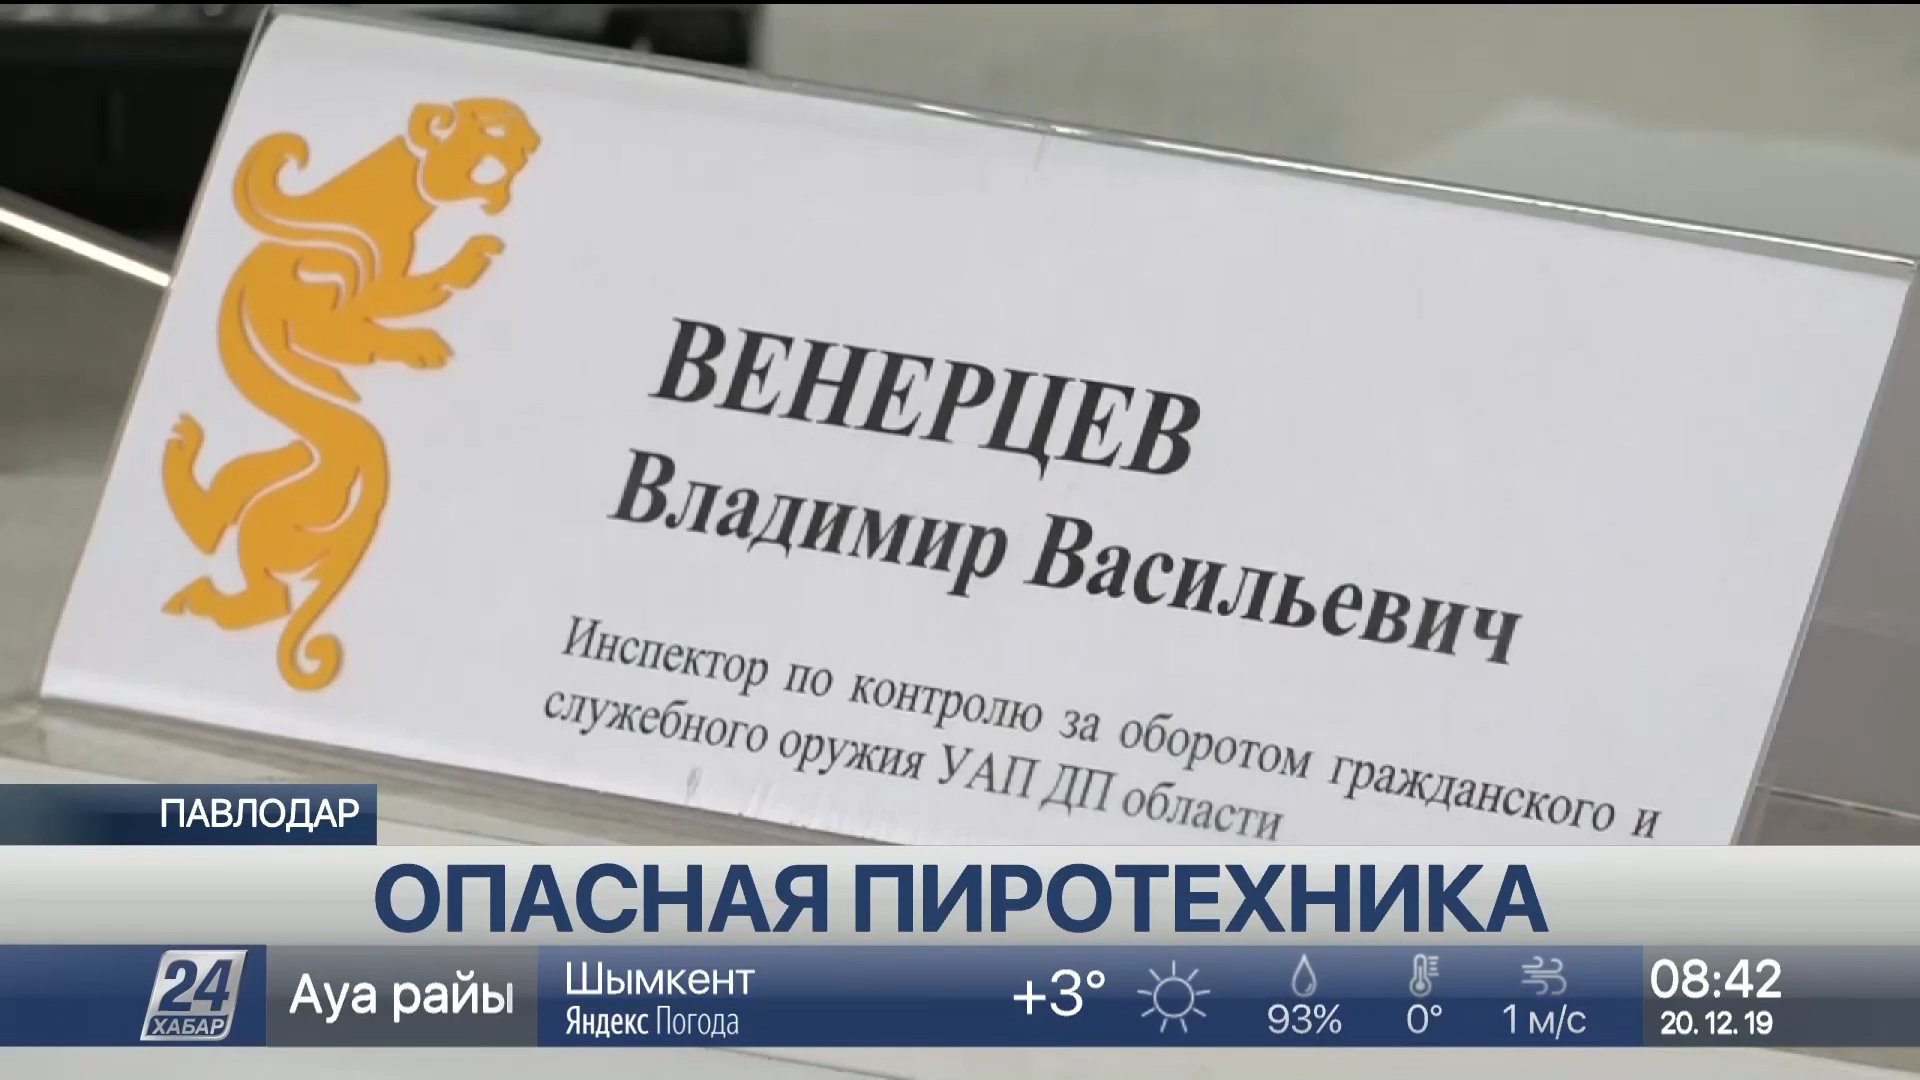 ВЕНЕРЦЕВ
Владимир Васильевич
Инспектор по контролю за оборотом гражданского и
служебного оружия УАП ДП области
ПАВЛОДАР
ОПАСНАЯ ПИРОТЕХНИКА
24
ХАБАР
Ауа райы
Шымкент
Яндекс Погода
+3°
93%
0°
1 м/с
08:42
20. 12. 19